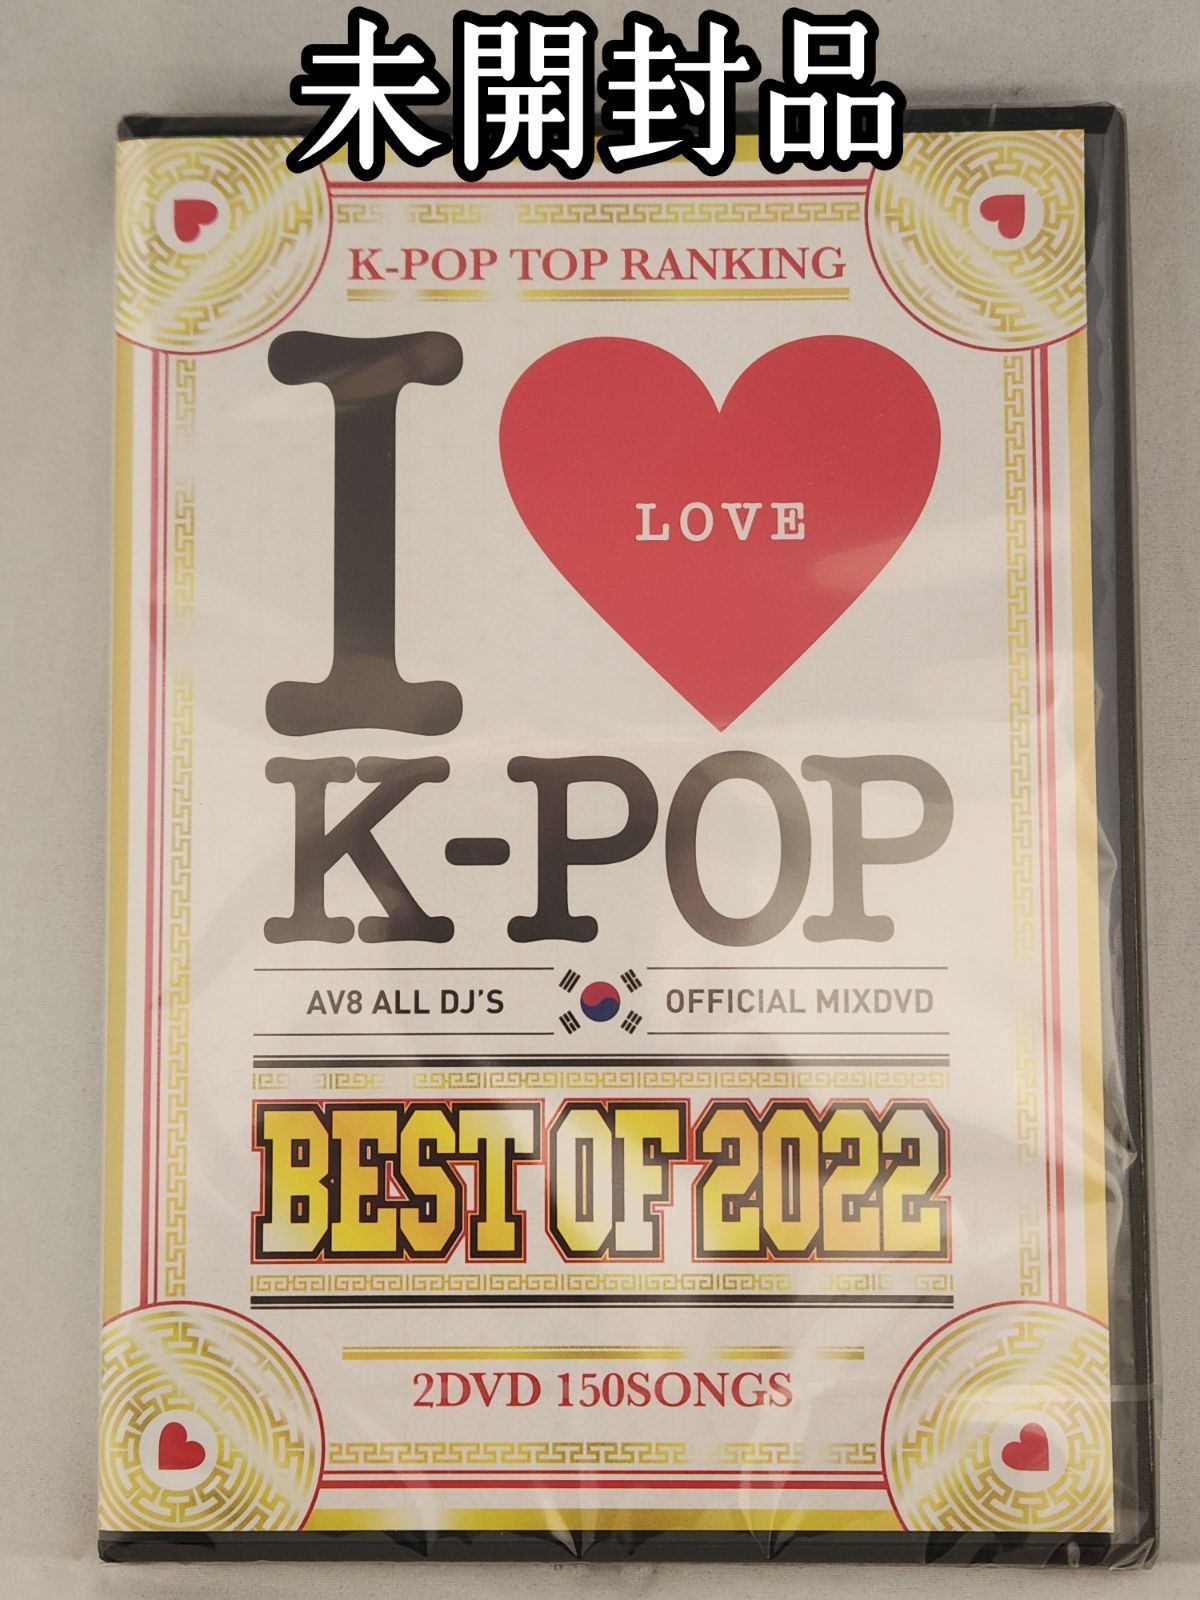 未開封品
K-POP TOP RANKING
I
LOVE
K-POP
AV8 ALL DJ'S OFFICIAL MIXDVD
BEST OF 2022
2DVD 150SONGS